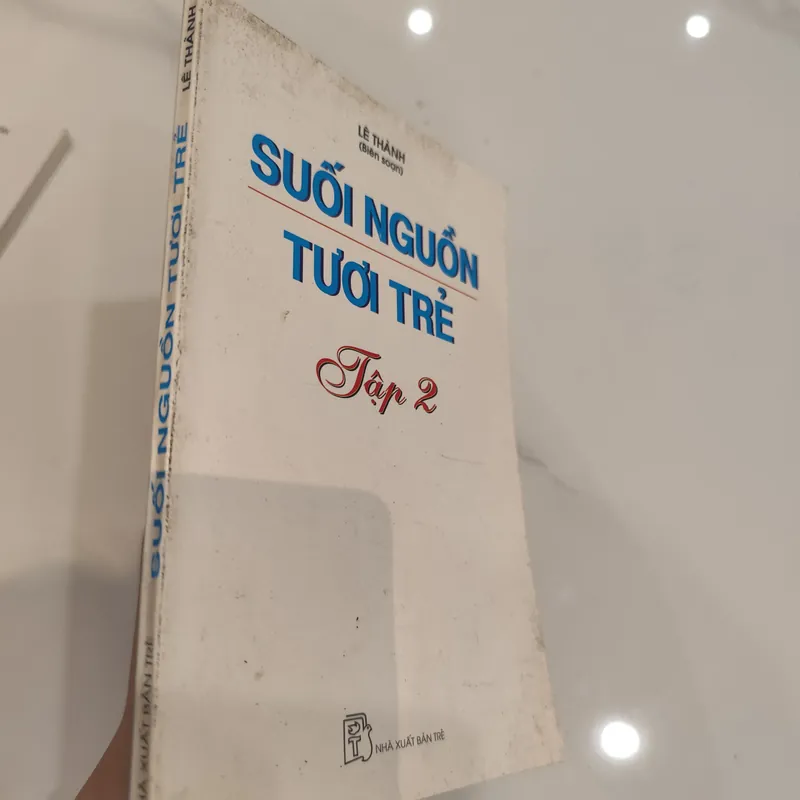 LÊ THÀNH
(Biên soạn)
SUỐI NGUỒN
TƯƠI TRẺ
Tập 2
NHÀ XUẤT BẢN TRẺ
LÊ THÀNH
SUỐI NGUỒN TƯƠI TRẺ
XUẤT BẢN TRẺ